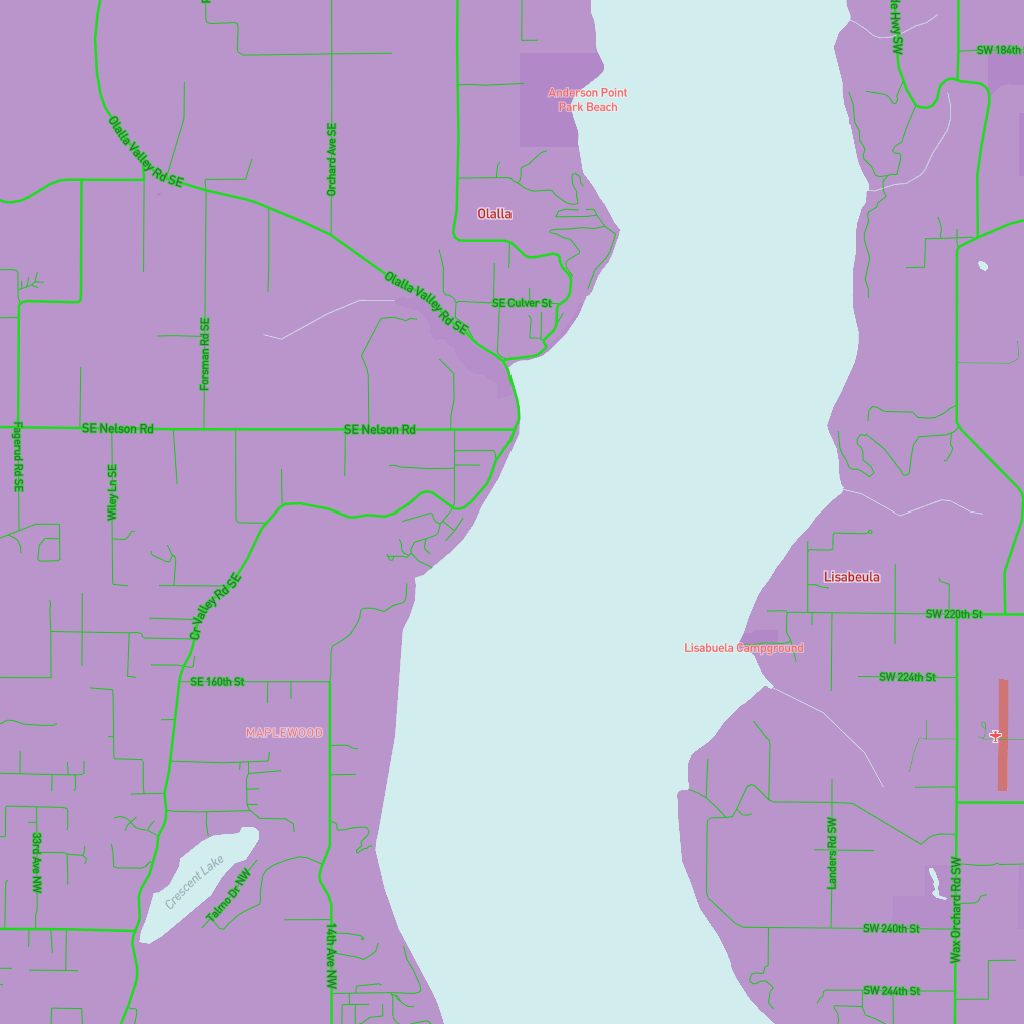 de Hwy SW
SW 184th
Anderson Point
Park Beach
Olalla Valley Rd SE
Orchard Ave SE
Olalla
Olalla Valley Rd SE
SE Culver St
Forsman Rd SE
SE Nelson Rd
SE Nelson Rd
Fagerud Rd SE
Wiley Ln SE
Lisabeula
Cr Valley Rd SE
SW 220th St
Lisabuela Campground
SE 160th St
SW 224th St
MAPLEWOOD
33rd Ave NW
Landers Rd SW
Crescent Lake
Talmo Dr NW
Wax Orchard Rd SW
SW 240th St
14th Ave NW
SW 244th St